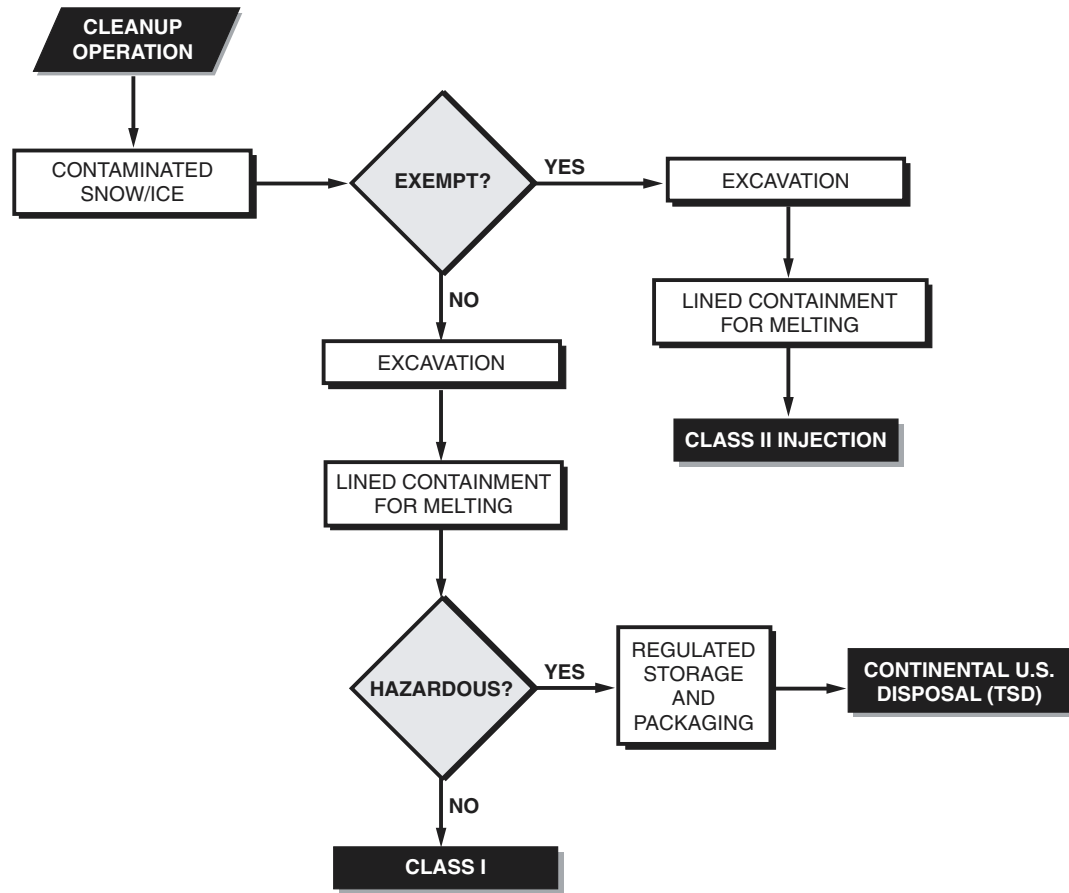 CLEANUP
OPERATION
CONTAMINATED
SNOW/ICE
EXEMPT?
YES
EXCAVATION
LINED CONTAINMENT
FOR MELTING
CLASS II INJECTION
NO
EXCAVATION
LINED CONTAINMENT
FOR MELTING
HAZARDOUS?
YES
REGULATED
STORAGE
AND
PACKAGING
CONTINENTAL U.S.
DISPOSAL (TSD)
NO
CLASS I